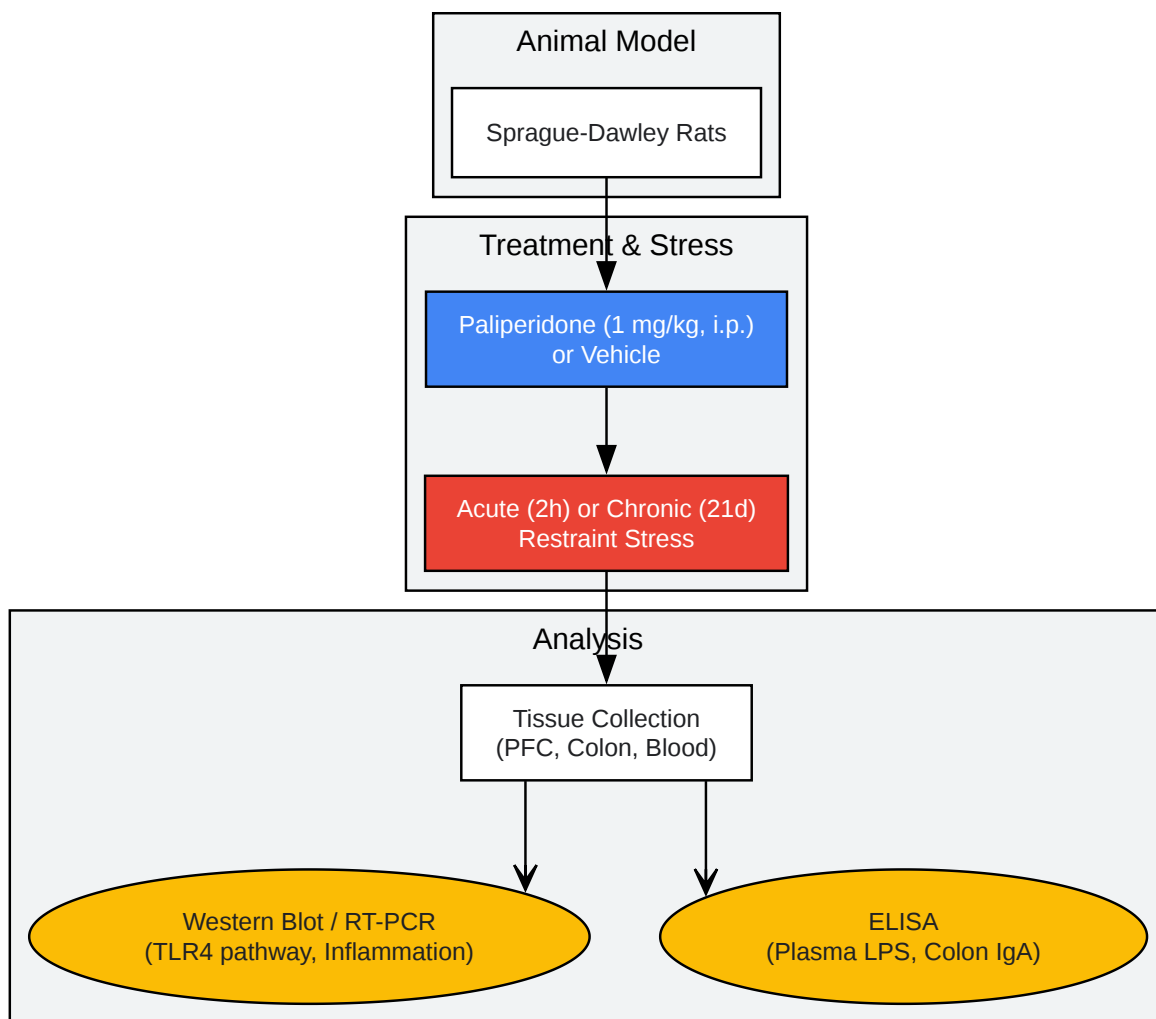 Animal Model
Sprague-Dawley Rats
Treatment & Stress
Paliperidone (1 mg/kg, i.p.)
or Vehicle
Acute (2h) or Chronic (21d)
Restraint Stress
Analysis
Tissue Collection
(PFC, Colon, Blood)
Western Blot / RT-PCR
(TLR4 pathway, Inflammation)
ELISA
(Plasma LPS, Colon IgA)